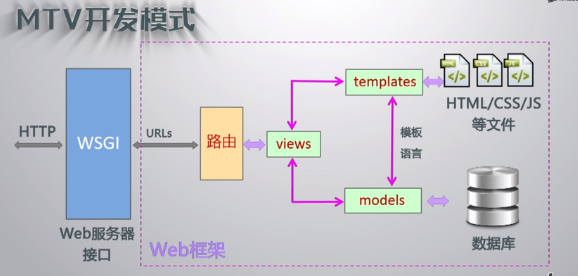 MTV开发模式
HTTP
WSGI
URLs
路由
views
templates
模板
语言
models
HTML/CSS/JS
等文件
数据库
Web服务器
接口
Web框架